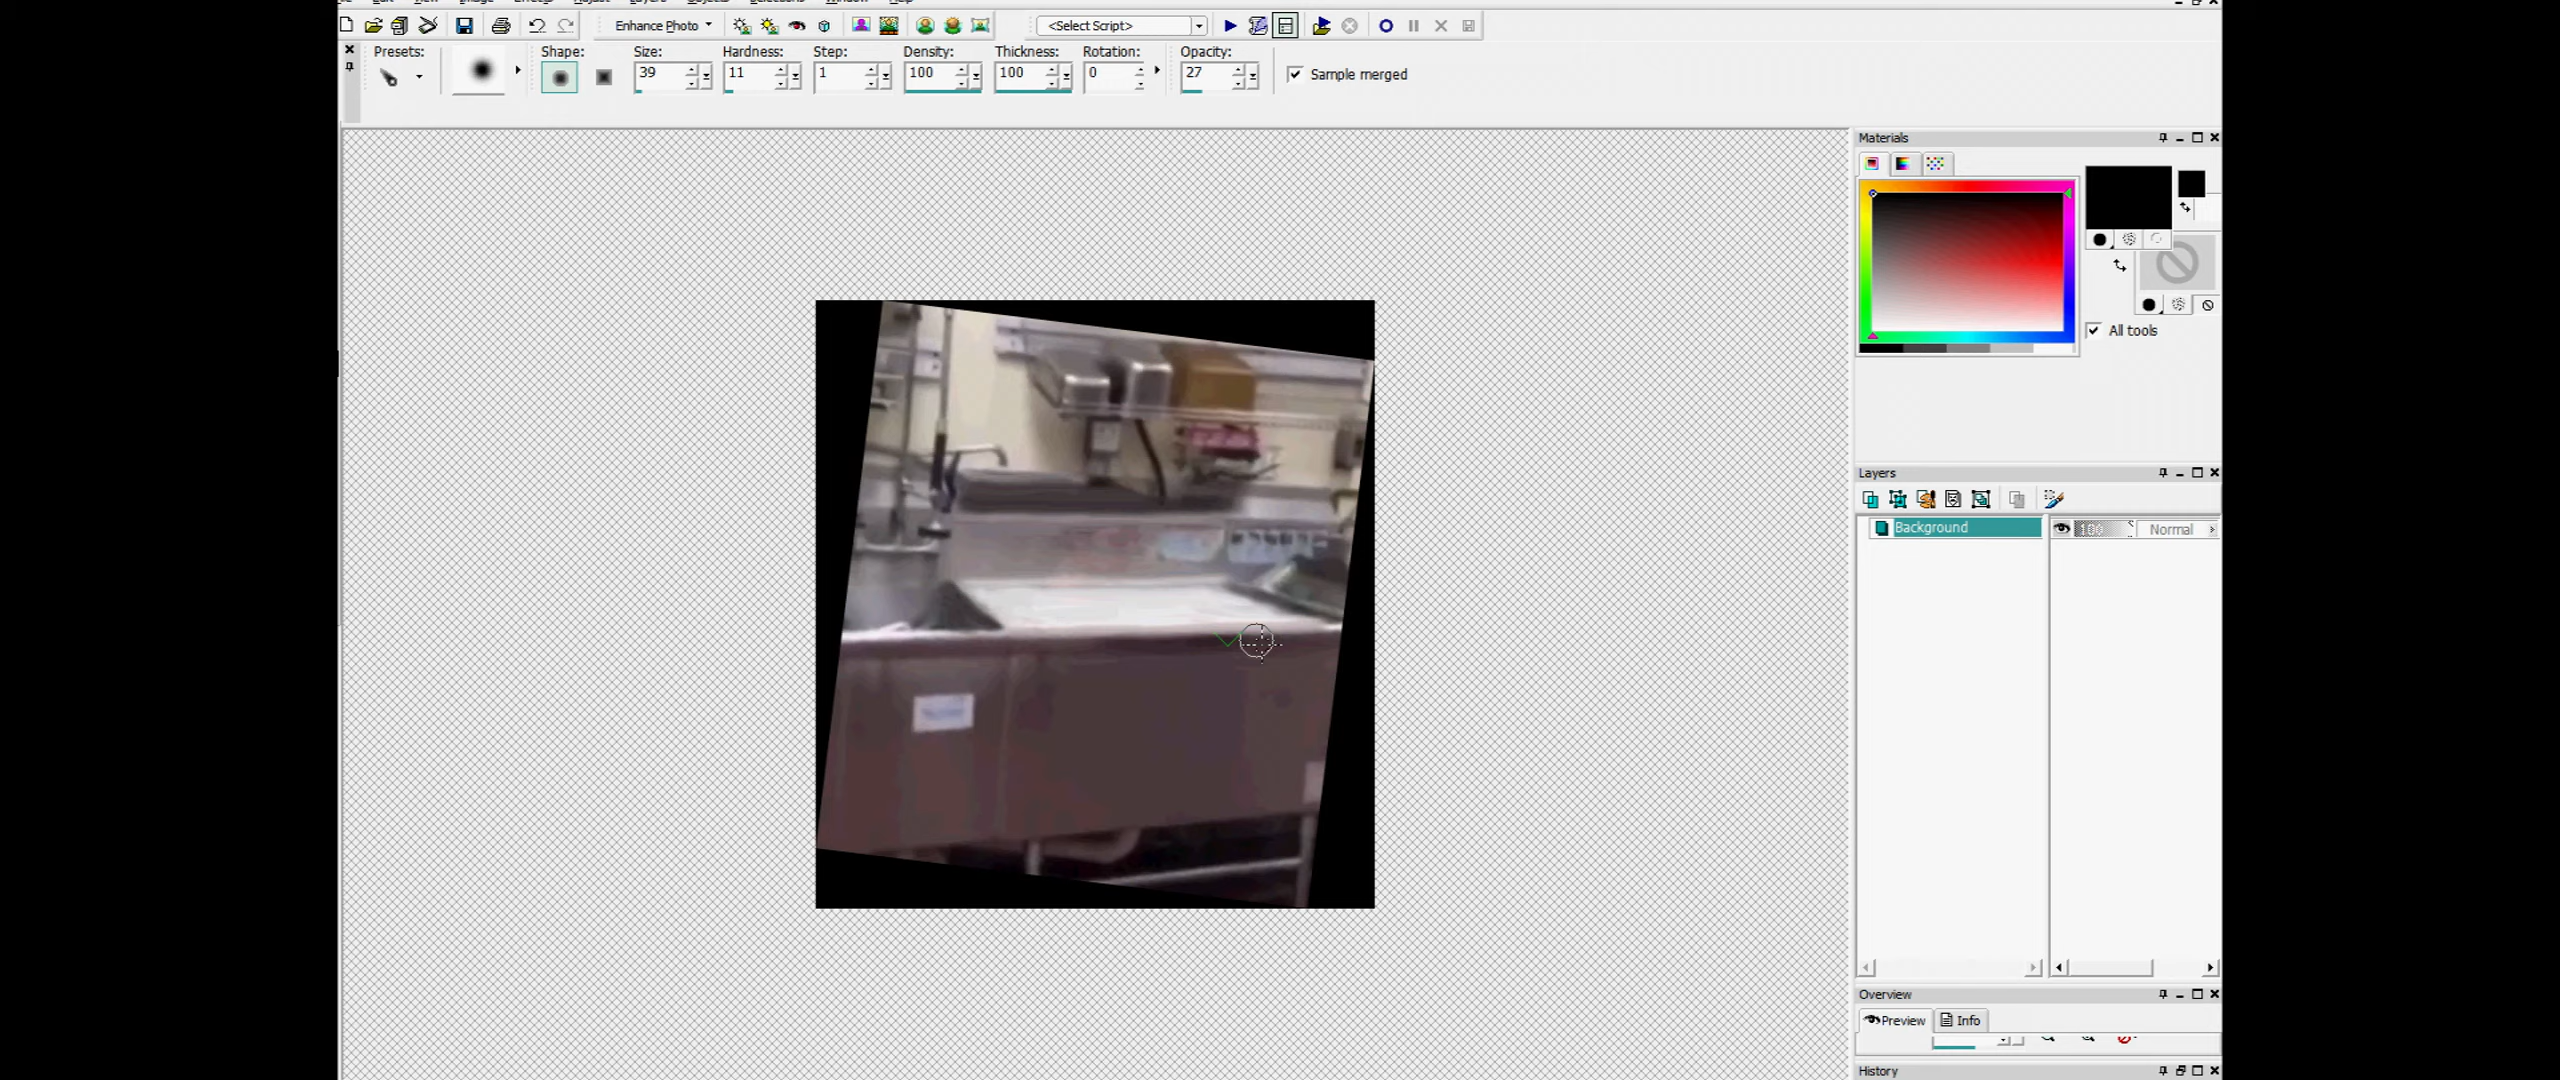 Enhance Photo
<Select Script>
Presets:
Shape:
Size:
Hardness:
Step:
Density:
Thickness:
Rotation:
Opacity:
39
11
1
100
100
0
27
Sample merged
Materials
All tools
Layers
Background
100
Normal
Overview
Preview
Info
History